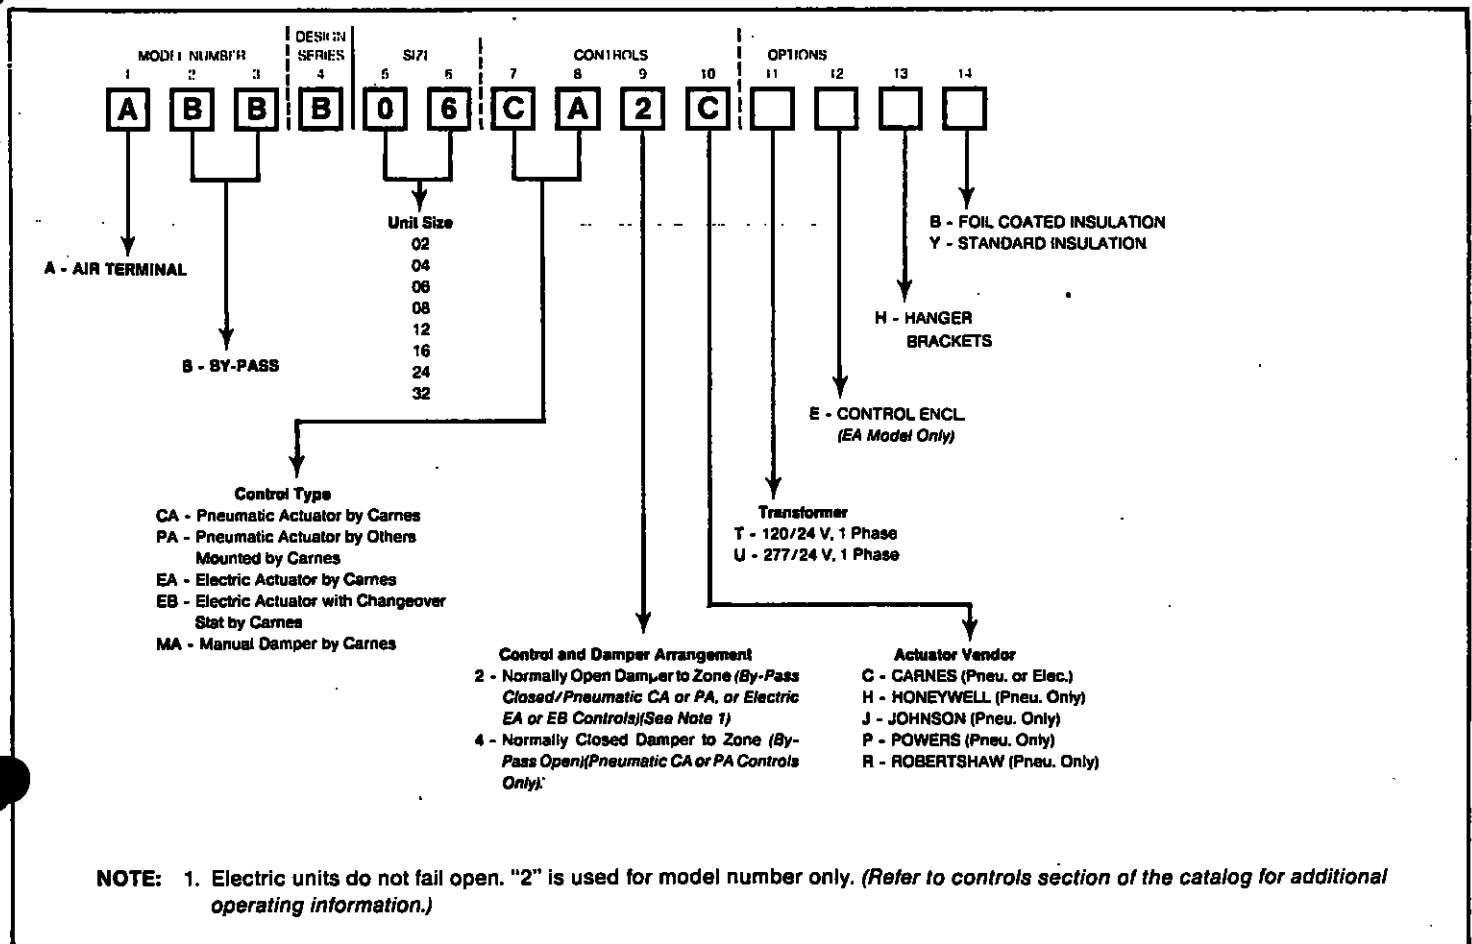 DESIGN
MODEL NUMBER SERIES SIZE CONTROLS OPTIONS
1 2 3 4 5 6 7 8 9 10 11 12 13 14
A B B B 0 6 C A 2 C
A - AIR TERMINAL
B - BY-PASS
Unit Size
02
04
06
08
12
16
24
32
B - FOIL COATED INSULATION
Y - STANDARD INSULATION
H - HANGER
BRACKETS
E - CONTROL ENCL.
(EA Model Only)
Control Type
CA - Pneumatic Actuator by Carnes
PA - Pneumatic Actuator by Others
Mounted by Carnes
EA - Electric Actuator by Carnes
EB - Electric Actuator with Changeover
Stat by Carnes
MA - Manual Damper by Carnes
Transformer
T - 120/24 V, 1 Phase
U - 277/24 V, 1 Phase
Control and Damper Arrangement
2 - Normally Open Damper to Zone (By-Pass
Closed/Pneumatic CA or PA, or Electric
EA or EB Controls)(See Note 1)
4 - Normally Closed Damper to Zone (By-
Pass Open)(Pneumatic CA or PA Controls
Only).
Actuator Vendor
C - CARNES (Pneu. or Elec.)
H - HONEYWELL (Pneu. Only)
J - JOHNSON (Pneu. Only)
P - POWERS (Pneu. Only)
R - ROBERTSHAW (Pneu. Only)
NOTE: 1. Electric units do not fail open. "2" is used for model number only. (Refer to controls section of the catalog for additional
operating information.)